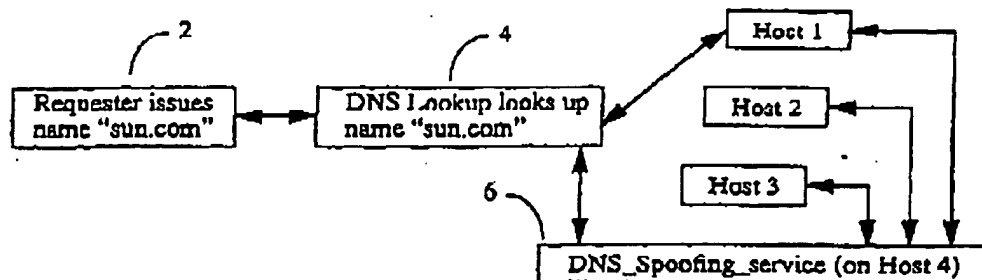 2
4
Host 1
Requester issues
name "sun.com"
DNS Lookup looks up
name "sun.com"
Host 2
Host 3
6
DNS_Spoofing_service (on Host 4)